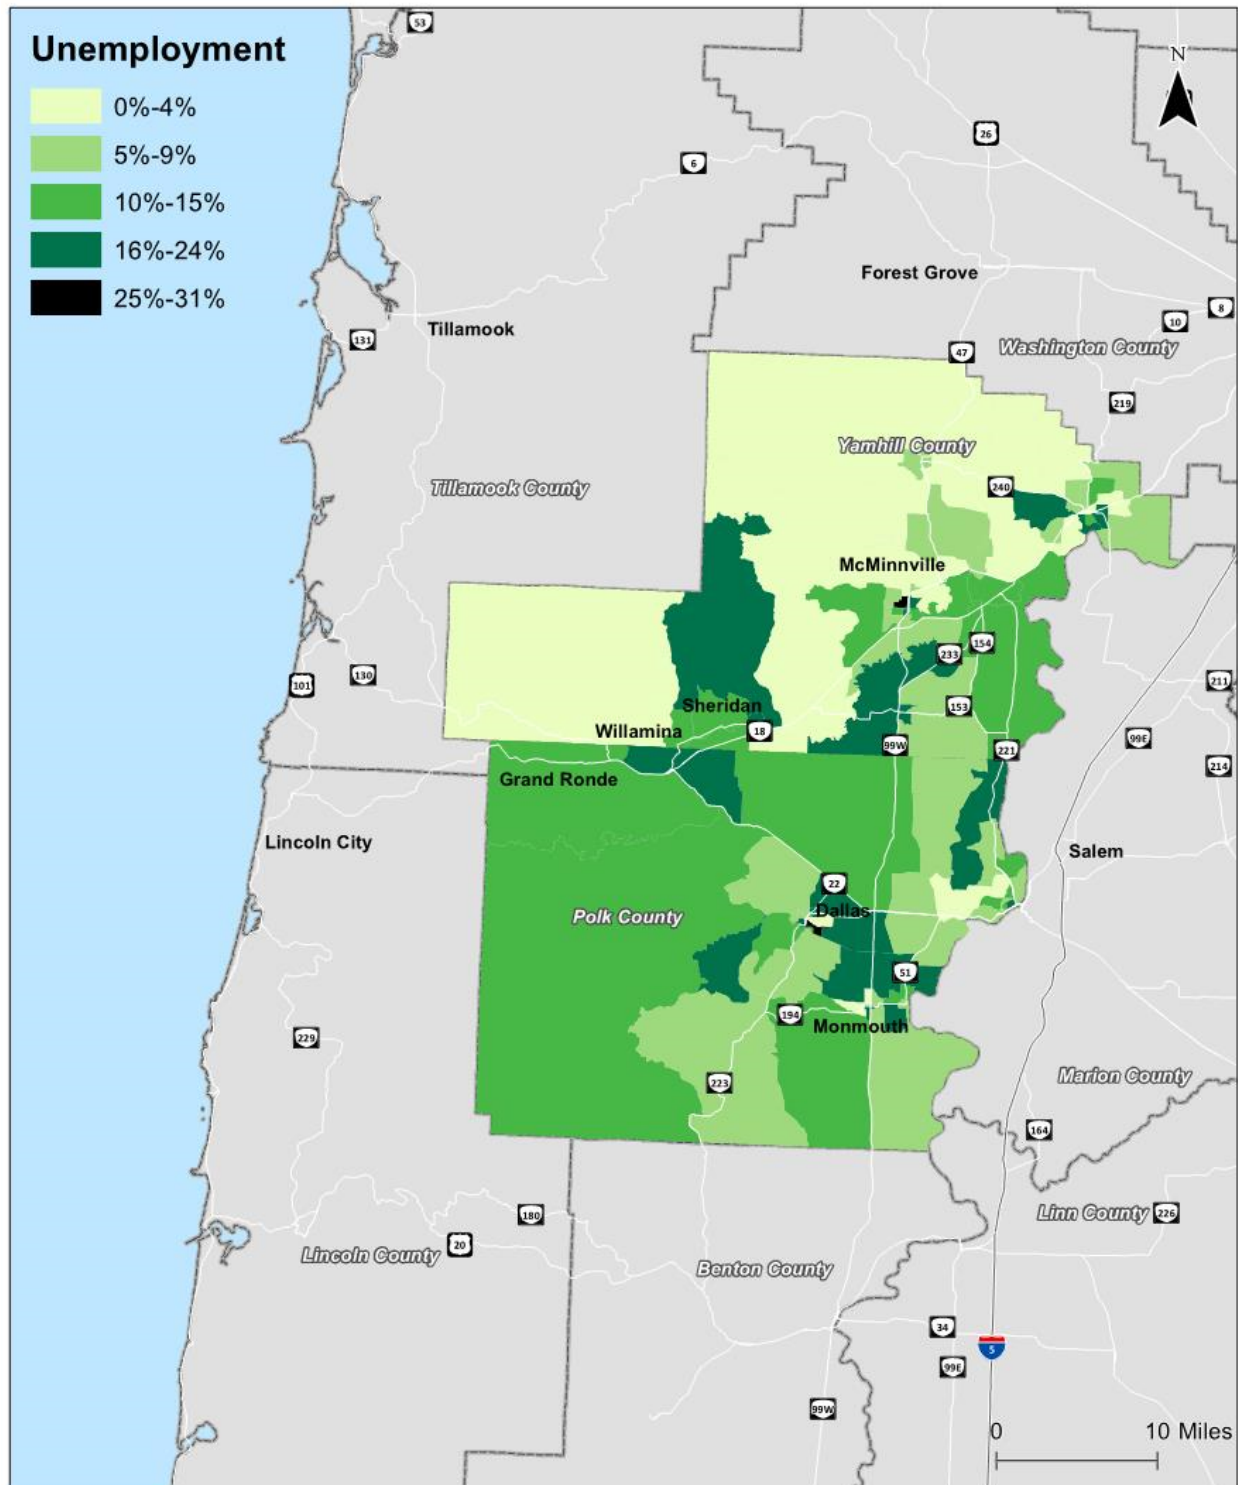 Unemployment
0%-4%
5%-9%
10%-15%
16%-24%
25%-31%
53
N
26
6
Forest Grove
8
10
Tillamook
131
47
Washington County
219
Yamhill County
240
Tillamook County
McMinnville
233
154
130
101
211
Sheridan
153
Willamina
18
99W
221
99E
214
Grand Ronde
Lincoln City
Salem
22
Dallas
Polk County
51
194
Monmouth
229
223
Marion County
164
180
20
Lincoln County
Linn County
226
Benton County
34
5
99E
99W
0
10 Miles